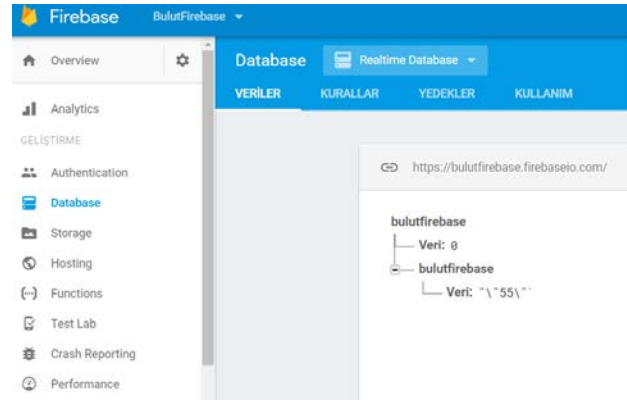 Firebase BulutFirebase
Overview
Analytics
GELİŞTİRME
Authentication
Database
Storage
Hosting
Functions
Test Lab
Crash Reporting
Performance
Database Realtime Database
VERİLER KURALLAR YEDEKLER KULLANIM
https://bulutfirebase.firebaseio.com/
bulutfirebase
Veri: 0
bulutfirebase
Veri: "\"55\"